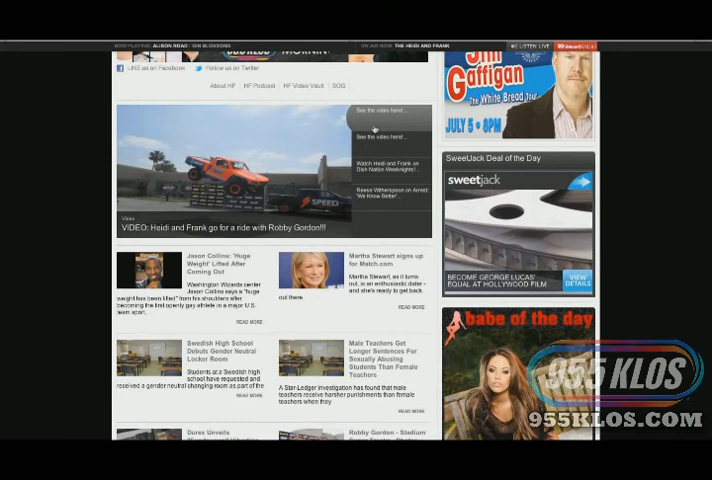 NOW PLAYING: ALISON ROAD / GIN BLOSSOMS
ON AIR NOW: THE HEIDI AND FRANK
LISTEN LIVE
955 KLOS
LIKE us on Facebook
Follow us on Twitter
About HF
HF Podcast
HF Video Vault
SOG
See the video here!...
See the video here!...
Watch Heidi and Frank on
Dish Nation Weeknights!...
Reese Witherspoon on Arrest:
'We Know Better'...
SPEED
Video
VIDEO: Heidi and Frank go for a ride with Robby Gordon!!!
Jason Collins: 'Huge
Weight' Lifted After
Coming Out
Washington Wizards center
Jason Collins says a "huge
weight has been lifted" from his shoulders after
becoming the first openly gay athlete in a major U.S.
team sport.
READ MORE
Martha Stewart signs up
for Match.com
Martha Stewart, as it turns
out, is an enthusiastic dater -
and she's ready to get back
out there.
READ MORE
Swedish High School
Debuts Gender Neutral
Locker Room
Students at a Swedish high
school have requested and
received a gender neutral changing room as part of the
READ MORE
Male Teachers Get
Longer Sentences For
Sexually Abusing
Students Than Female
Teachers
A Star-Ledger investigation has found that male
teachers receive harsher punishments than female
teachers when they
READ MORE
Durex Unveils
Robby Gordon - Stadium
Jim
Gaffigan
The White Bread Tour
JULY 5 • 8PM
SweetJack Deal of the Day
sweetjack
BECOME GEORGE LUCAS'
EQUAL AT HOLLYWOOD FILM
VIEW
DETAILS
babe of the day
955 KLOS
955KLOS.COM